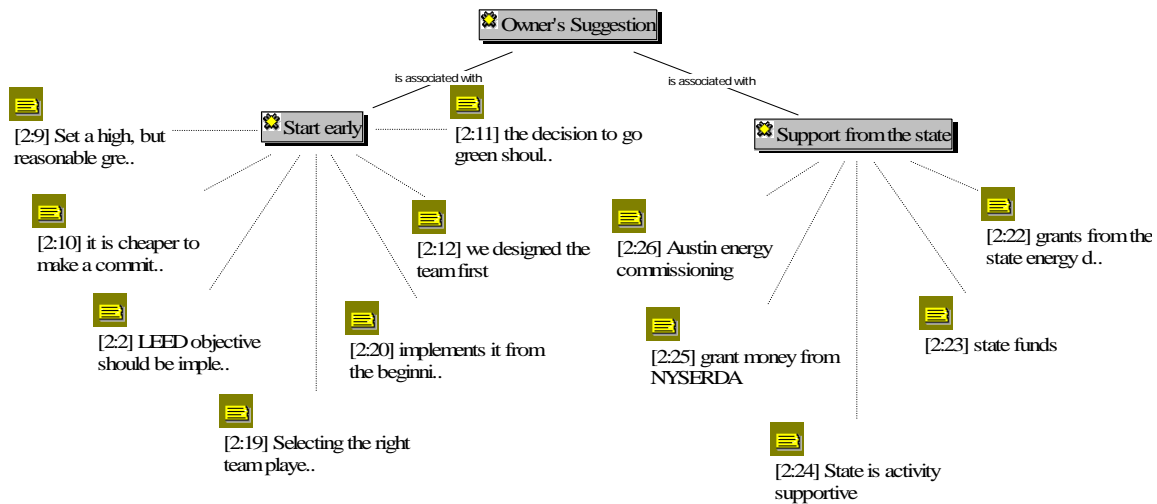 Owner's Suggestion
is associated with
is associated with
Start early
Support from the state
[2:9] Set a high, but
reasonable gre..
[2:11] the decision to go
green shoul..
[2:10] it is cheaper to
make a commit..
[2:12] we designed the
team first
[2:26] Austin energy
commissioning
[2:22] grants from the
state energy d..
[2:2] LEED objective
should be imple..
[2:20] implements it from
the beginni..
[2:25] grant money from
NYSERDA
[2:23] state funds
[2:19] Selecting the right
team playe..
[2:24] State is activity
supportive